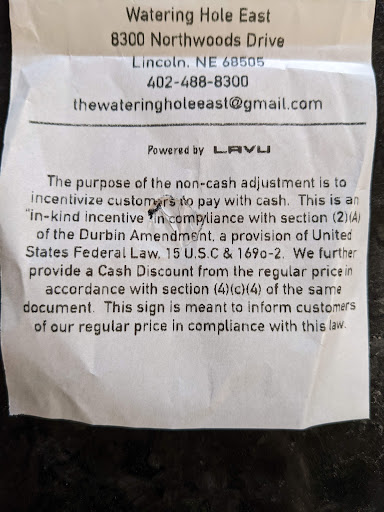 Watering Hole East
8300 Northwoods Drive
Lincoln, NE 68505
402-488-8300
thewateringholeeast@gmail.com
Powered by LAVU
The purpose of the non-cash adjustment is to
incentivize customers to pay with cash. This is an
"in-kind incentive" in compliance with section (2)(A)
of the Durbin Amendment, a provision of United
States Federal Law, 15 U.S.C & 169o-2. We further
provide a Cash Discount from the regular price in
accordance with section (4)(c)(4) of the same
document. This sign is meant to inform customers
of our regular price in compliance with this law.